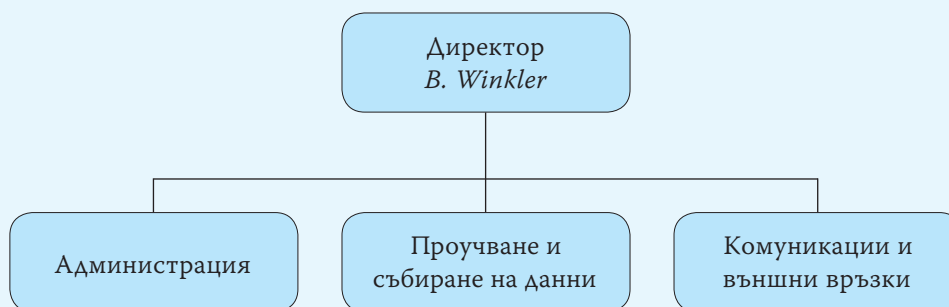 Директор
B. Winkler
Администрация
Проучване и
събиране на данни
Комуникации и
външни връзки